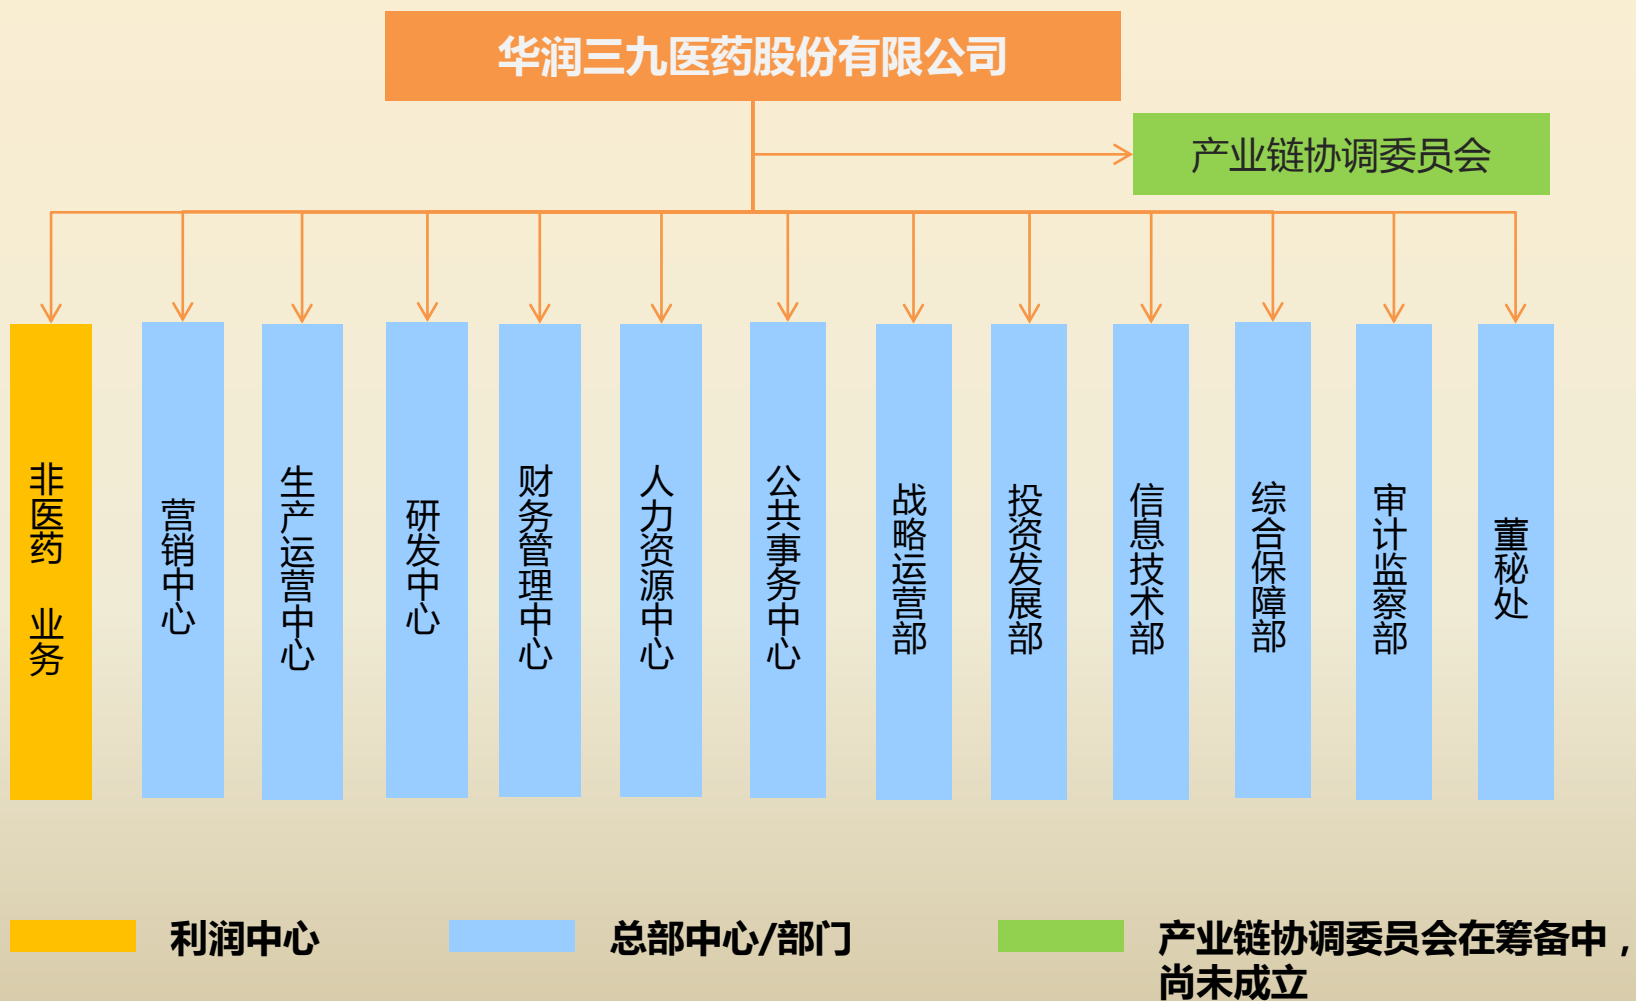 华润三九医药股份有限公司
产业链协调委员会
非医药 业务
营销中心
生产运营中心
研发中心
财务管理中心
人力资源中心
公共事务中心
战略运营部
投资发展部
信息技术部
综合保障部
审计监察部
董秘处
利润中心
总部中心/部门
产业链协调委员会在筹备中，
尚未成立